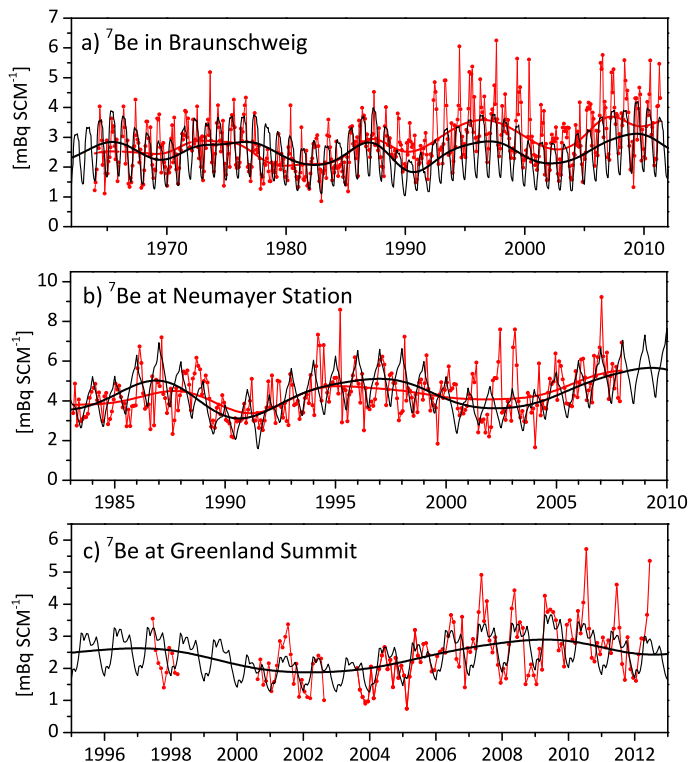 7
a) ⁷Be in Braunschweig
6
5
4
3
2
1
0
[mBq SCM⁻¹]
1970 1980 1990 2000 2010
10
b) ⁷Be at Neumayer Station
8
6
4
2
0
[mBq SCM⁻¹]
1985 1990 1995 2000 2005 2010
6
c) ⁷Be at Greenland Summit
5
4
3
2
1
0
[mBq SCM⁻¹]
1996 1998 2000 2002 2004 2006 2008 2010 2012